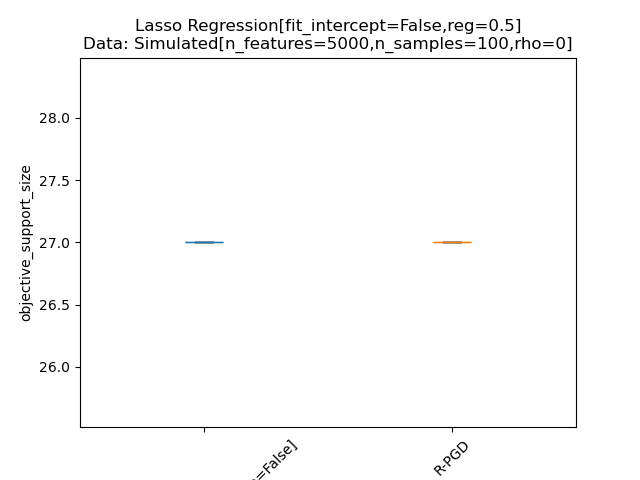 Lasso Regression[fit_intercept=False,reg=0.5]
Data: Simulated[n_features=5000,n_samples=100,rho=0]
objective_support_size
28.0
27.5
27.0
26.5
26.0
=False]
R-PGD